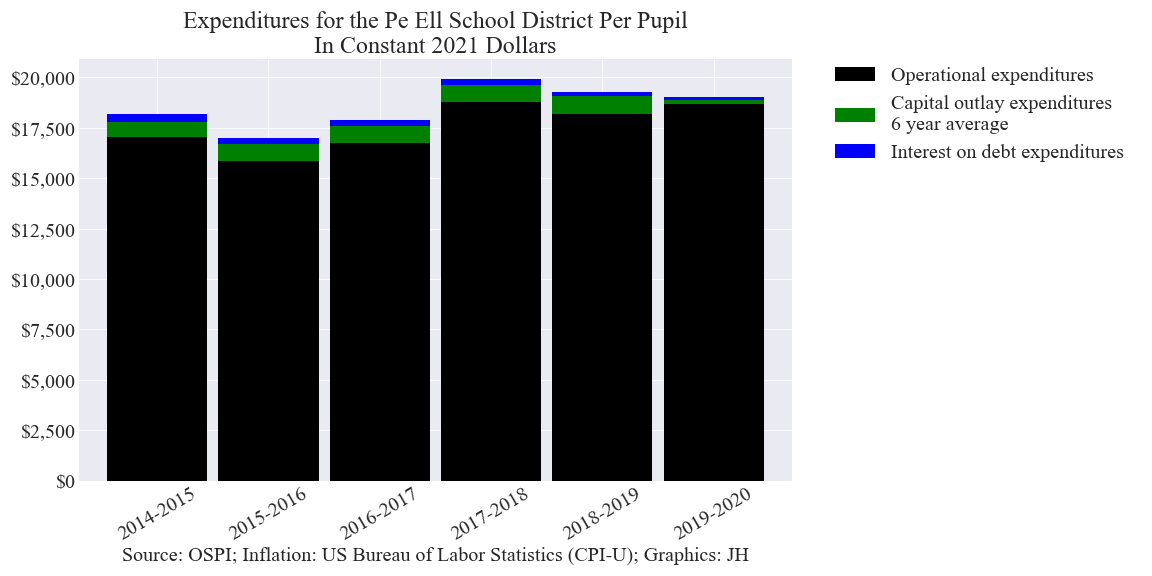 Expenditures for the Pe Ell School District Per Pupil
In Constant 2021 Dollars
$20,000
$17,500
$15,000
$12,500
$10,000
$7,500
$5,000
$2,500
$0
2014-2015
2015-2016
2016-2017
2017-2018
2018-2019
2019-2020
Source: OSPI; Inflation: US Bureau of Labor Statistics (CPI-U); Graphics: JH
Operational expenditures
Capital outlay expenditures
6 year average
Interest on debt expenditures